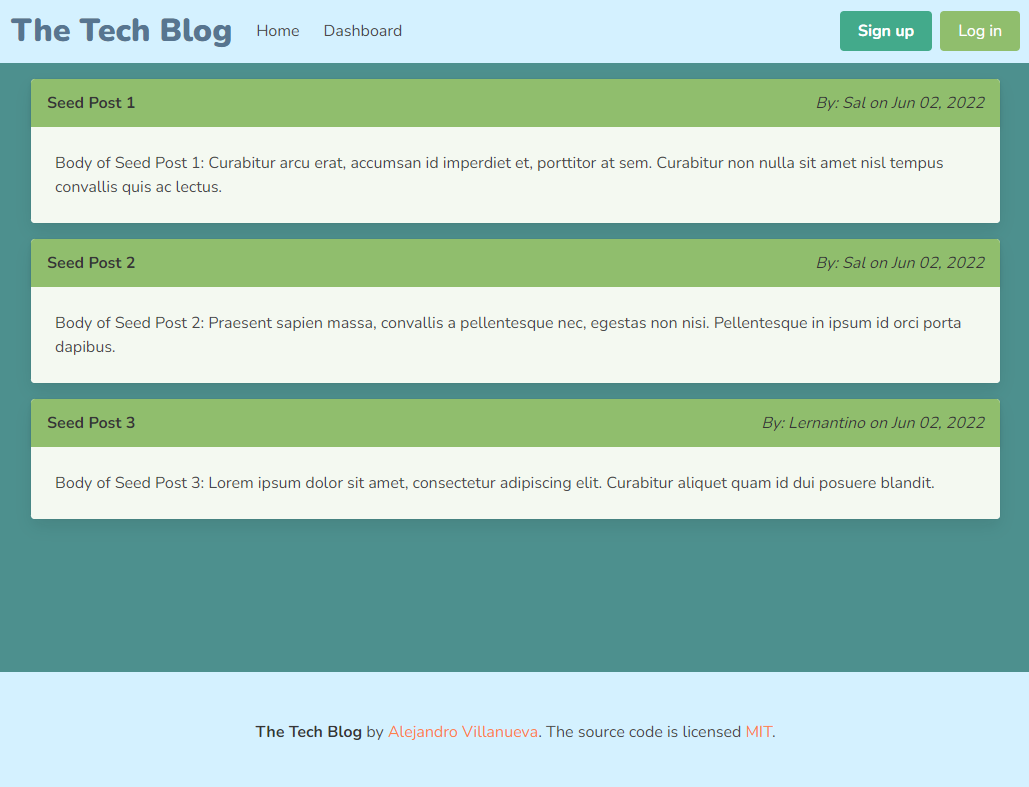 The Tech Blog Home Dashboard Sign up Log in
Seed Post 1 By: Sal on Jun 02, 2022
Body of Seed Post 1: Curabitur arcu erat, accumsan id imperdiet et, porttitor at sem. Curabitur non nulla sit amet nisl tempus
convallis quis ac lectus.
Seed Post 2 By: Sal on Jun 02, 2022
Body of Seed Post 2: Praesent sapien massa, convallis a pellentesque nec, egestas non nisi. Pellentesque in ipsum id orci porta
dapibus.
Seed Post 3 By: Lernantino on Jun 02, 2022
Body of Seed Post 3: Lorem ipsum dolor sit amet, consectetur adipiscing elit. Curabitur aliquet quam id dui posuere blandit.
The Tech Blog by Alejandro Villanueva. The source code is licensed MIT.